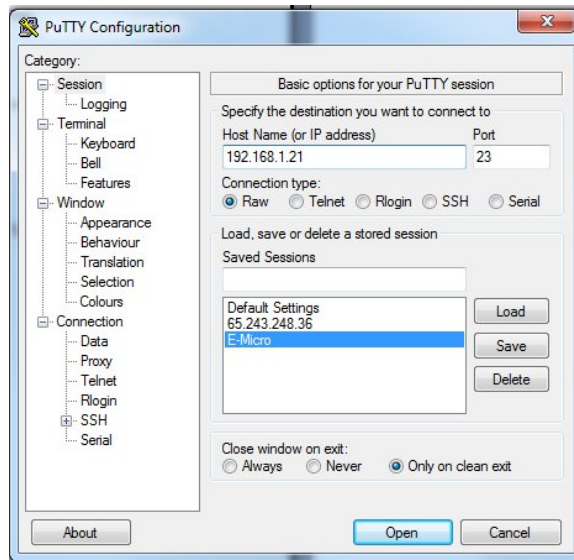 PuTTY Configuration
Category:
Session
Logging
Terminal
Keyboard
Bell
Features
Window
Appearance
Behaviour
Translation
Selection
Colours
Connection
Data
Proxy
Telnet
Rlogin
SSH
Serial
Basic options for your PuTTY session
Specify the destination you want to connect to
Host Name (or IP address) Port
192.168.1.21 23
Connection type:
Raw Telnet Rlogin SSH Serial
Load, save or delete a stored session
Saved Sessions
Default Settings
65.243.248.36
E-Micro
Load
Save
Delete
Close window on exit:
Always Never Only on clean exit
About Open Cancel